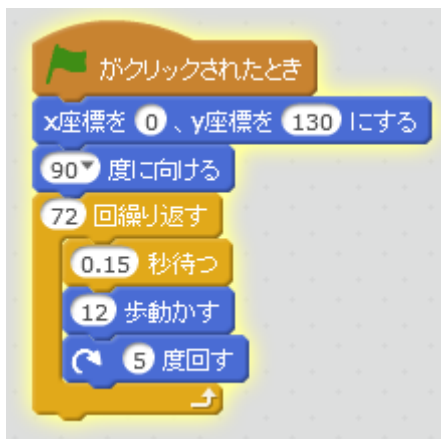 がクリックされたとき
x座標を 0 、y座標を 130 にする
90 度に向ける
72 回繰り返す
0.15 秒待つ
12 歩動かす
5 度回す